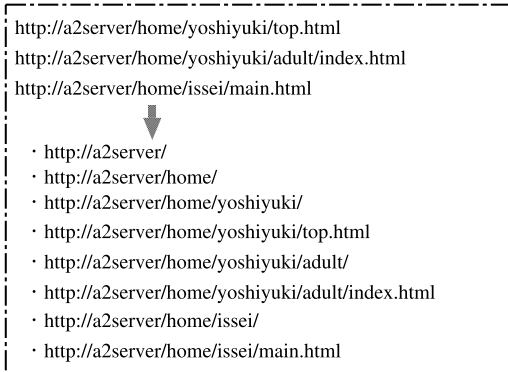 http://a2server/home/yoshiyuki/top.html
http://a2server/home/yoshiyuki/adult/index.html
http://a2server/home/issei/main.html
・http://a2server/
・http://a2server/home/
・http://a2server/home/yoshiyuki/
・http://a2server/home/yoshiyuki/top.html
・http://a2server/home/yoshiyuki/adult/
・http://a2server/home/yoshiyuki/adult/index.html
・http://a2server/home/issei/
・http://a2server/home/issei/main.html